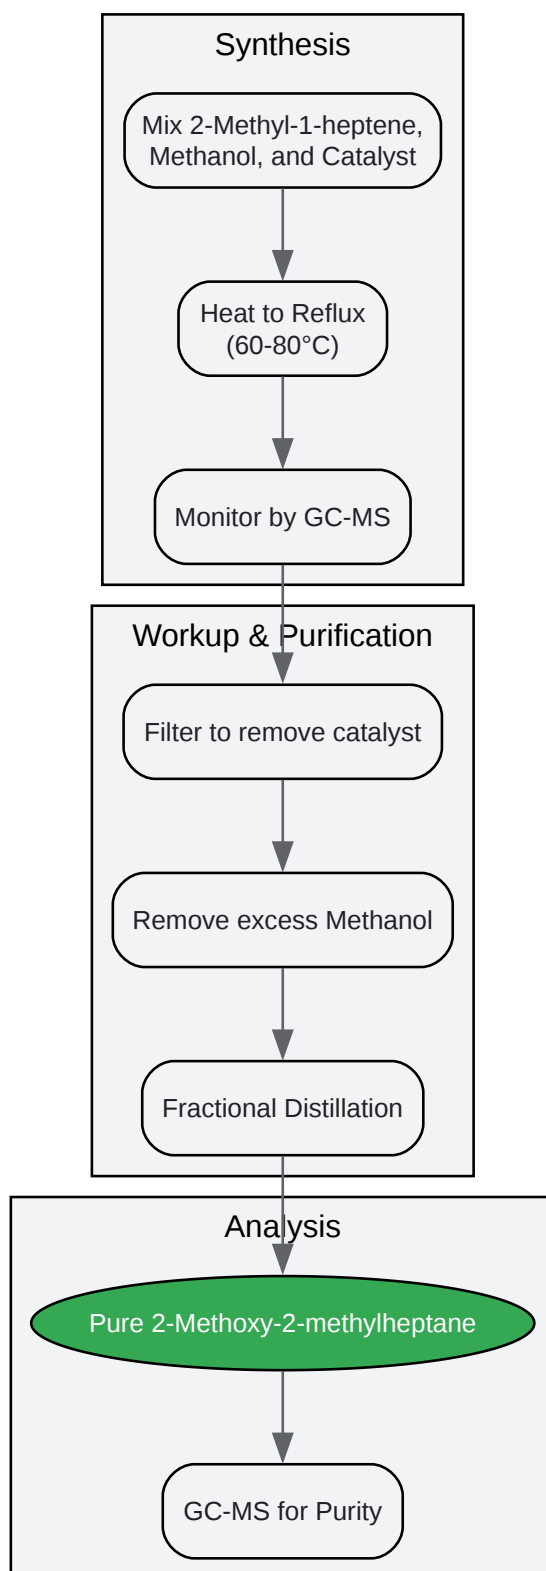 Synthesis
Mix 2-Methyl-1-heptene,
Methanol, and Catalyst
Heat to Reflux
(60-80°C)
Monitor by GC-MS
Workup & Purification
Filter to remove catalyst
Remove excess Methanol
Fractional Distillation
Analysis
Pure 2-Methoxy-2-methylheptane
GC-MS for Purity